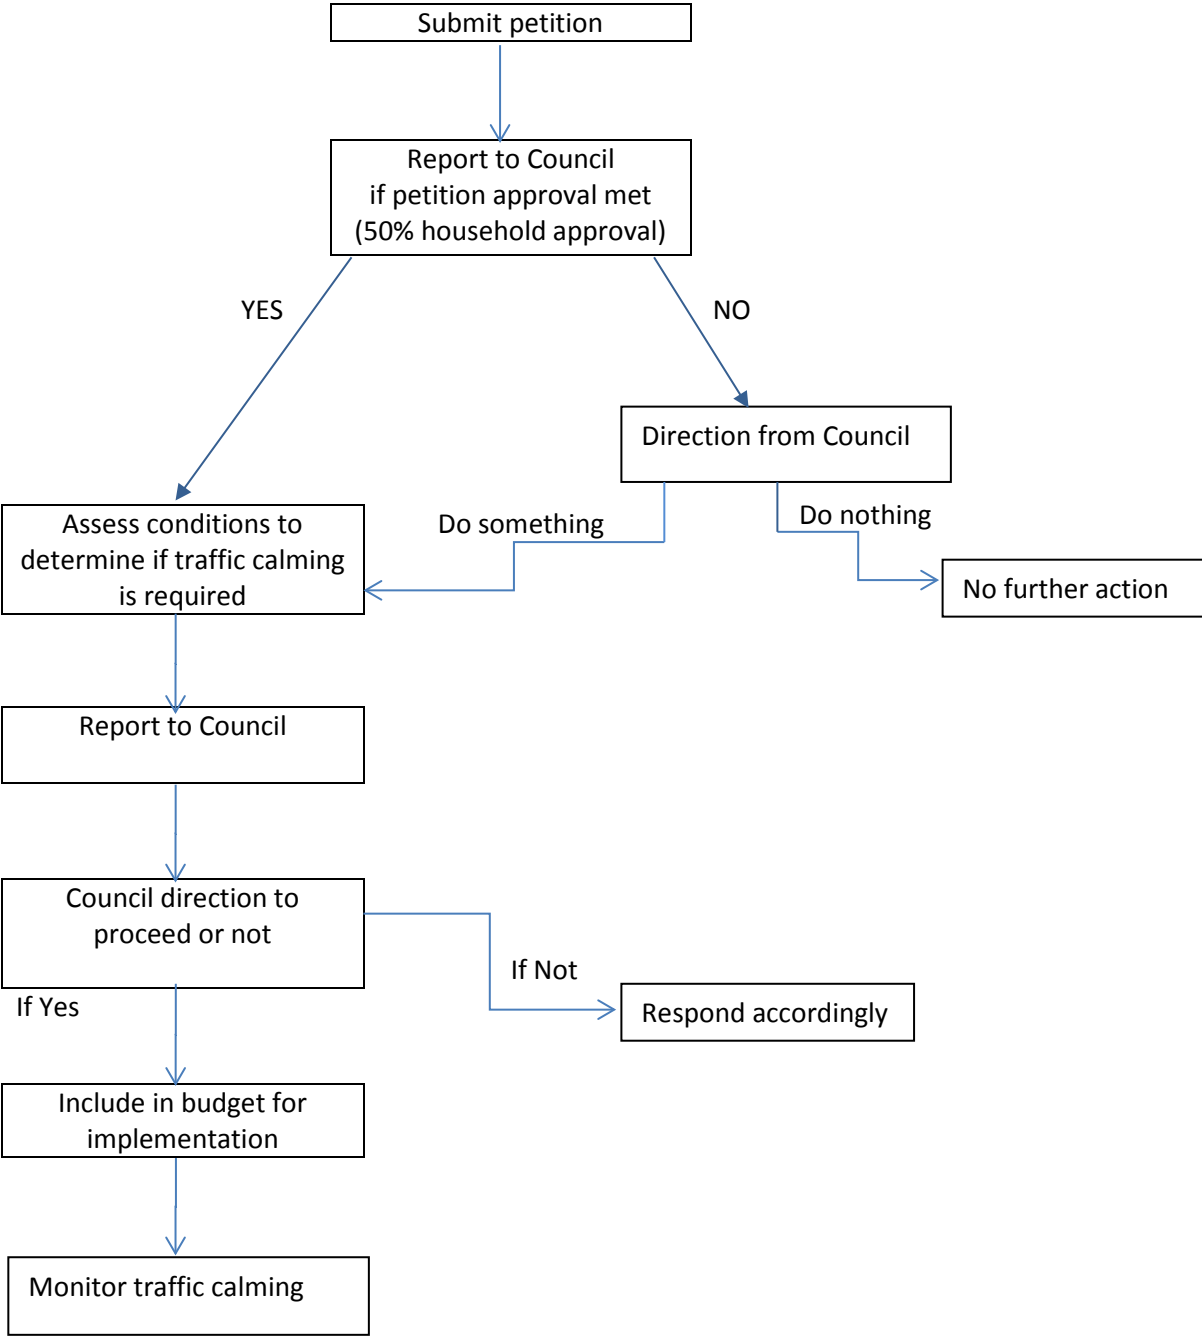 Submit petition
Report to Council
if petition approval met
(50% household approval)
YES
NO
Direction from Council
Do something
Do nothing
Assess conditions to
determine if traffic calming
is required
No further action
Report to Council
Council direction to
proceed or not
If Not
If Yes
Respond accordingly
Include in budget for
implementation
Monitor traffic calming